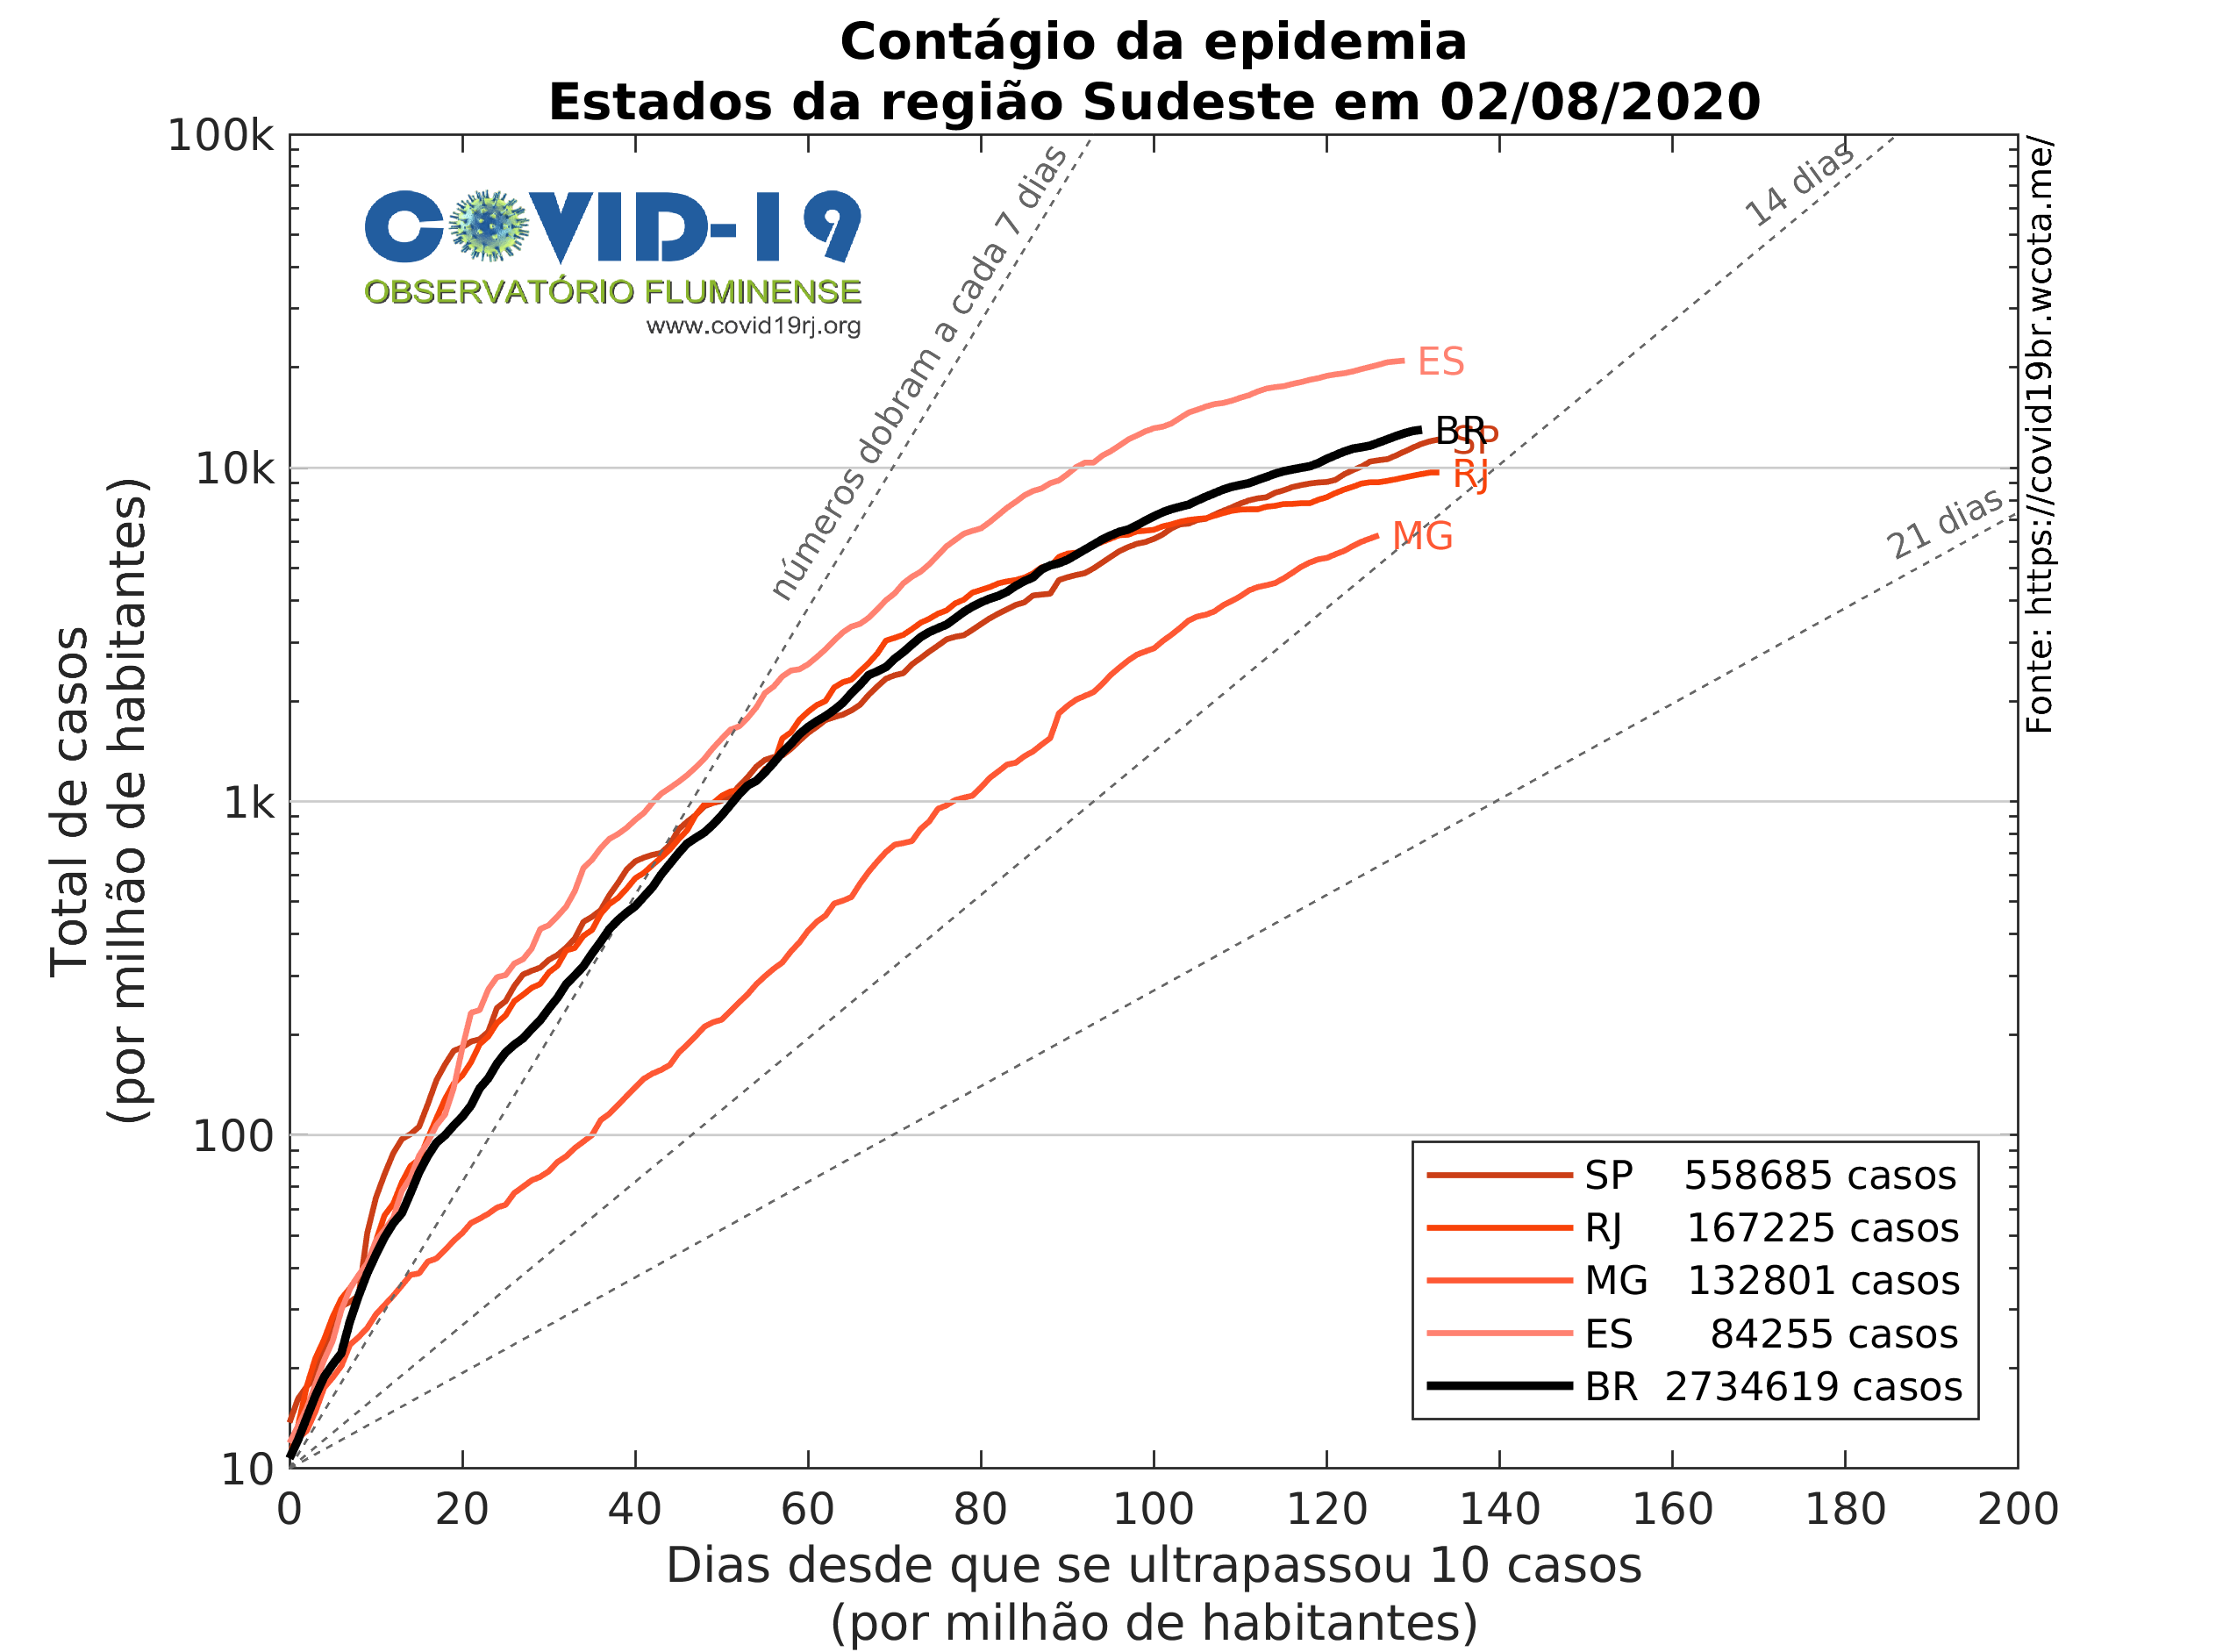 Contágio da epidemia
Estados da região Sudeste em 02/08/2020
COVID-19
OBSERVATÓRIO FLUMINENSE
www.covid19rj.org
Total de casos
(por milhão de habitantes)
100k
10k
1k
100
10
números dobram a cada 7 dias
14 dias
21 dias
ES
BR
SP
RJ
MG
Fonte: https://covid19br.wcota.me/
SP 558685 casos
RJ 167225 casos
MG 132801 casos
ES 84255 casos
BR 2734619 casos
0 20 40 60 80 100 120 140 160 180 200
Dias desde que se ultrapassou 10 casos
(por milhão de habitantes)